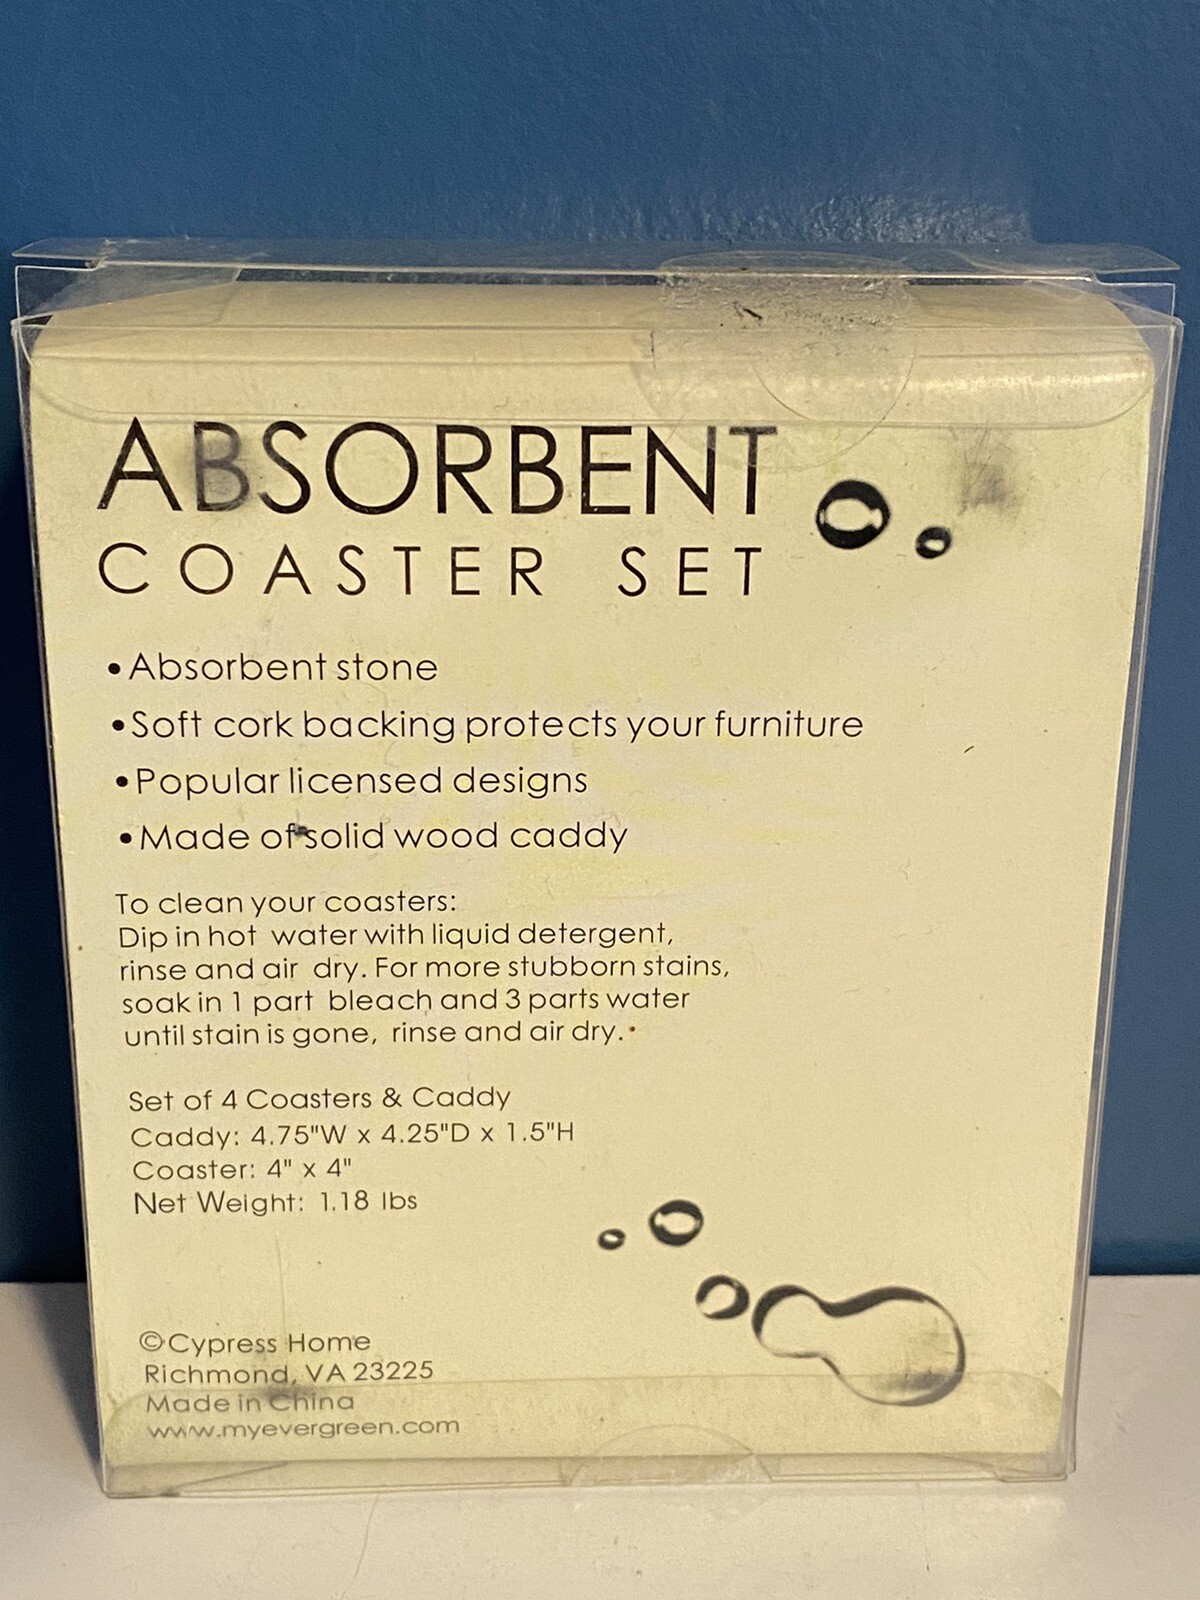 ABSORBENT
COASTER SET
•Absorbent stone
•Soft cork backing protects your furniture
•Popular licensed designs
•Made of solid wood caddy
To clean your coasters:
Dip in hot water with liquid detergent,
rinse and air dry. For more stubborn stains,
soak in 1 part bleach and 3 parts water
until stain is gone, rinse and air dry.
Set of 4 Coasters & Caddy
Caddy: 4.75"W x 4.25"D x 1.5"H
Coaster: 4" x 4"
Net Weight: 1.18 lbs
©Cypress Home
Richmond, VA 23225
Made in China
www.myevergreen.com